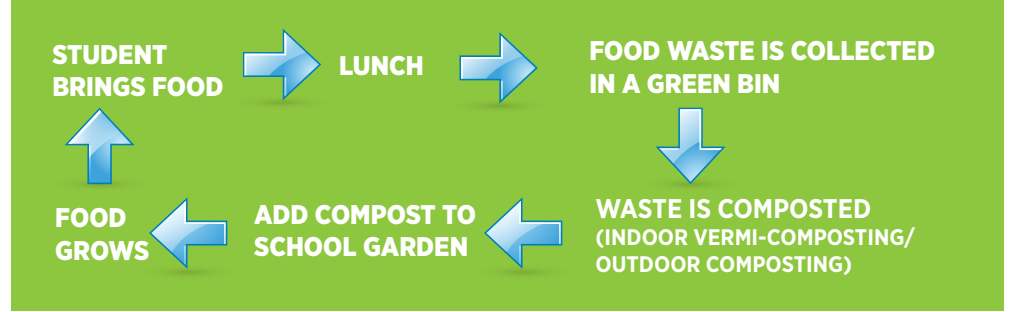 STUDENT
BRINGS FOOD
LUNCH
FOOD WASTE IS COLLECTED
IN A GREEN BIN
WASTE IS COMPOSTED
(INDOOR VERMI-COMPOSTING/
OUTDOOR COMPOSTING)
ADD COMPOST TO
SCHOOL GARDEN
FOOD
GROWS